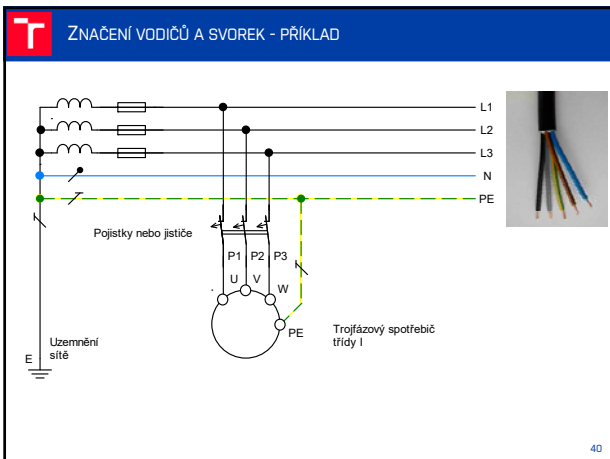 ZNAČENÍ VODIČŮ A SVOREK - PŘÍKLAD
L1
L2
L3
N
PE
Pojistky nebo jističe
P1 P2 P3
U V W
PE
Trojfázový spotřebič
třídy I
Uzemnění
sítě
E
40